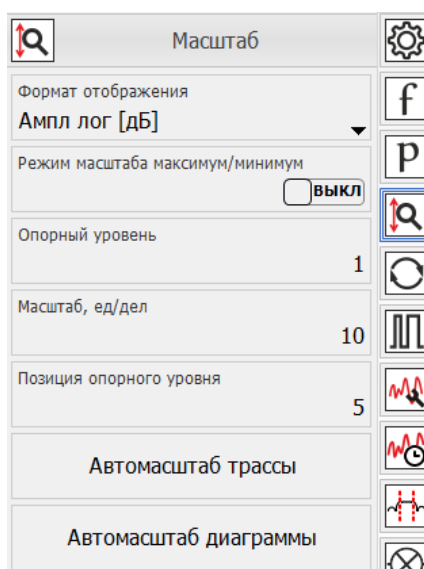 Масштаб
Формат отображения
Ампл лог [дБ]
Режим масштаба максимум/минимум
выкл
Опорный уровень
1
Масштаб, ед/дел
10
Позиция опорного уровня
5
Автомасштаб трассы
Автомасштаб диаграммы
f
p